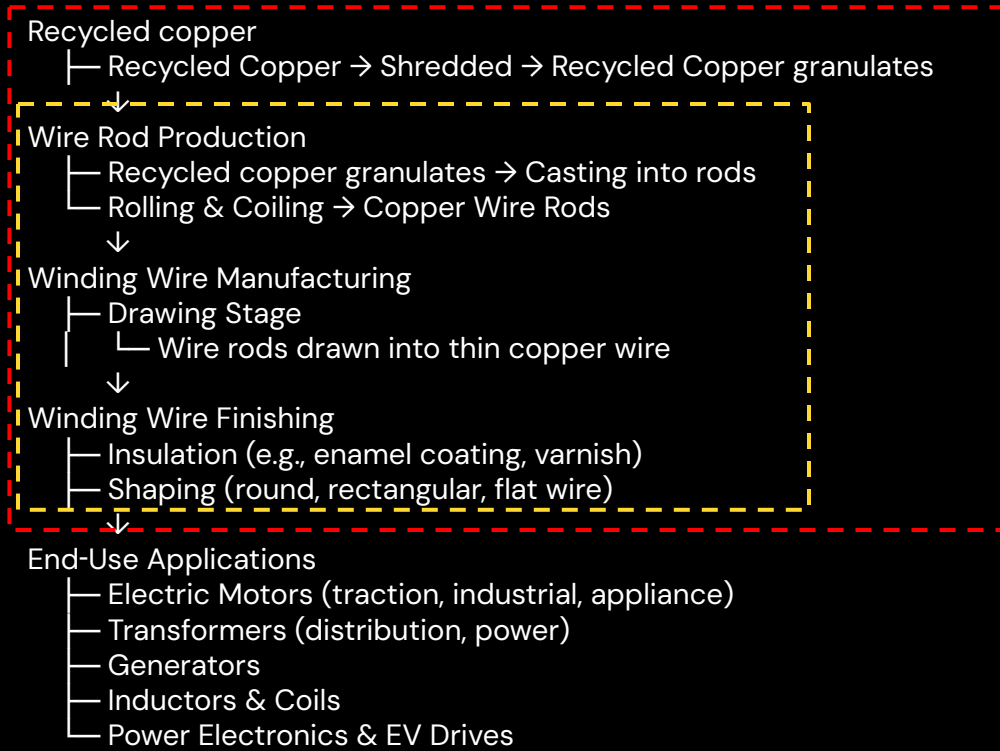 Recycled copper
├─ Recycled Copper → Shredded → Recycled Copper granulates
↓
Wire Rod Production
├─ Recycled copper granulates → Casting into rods
└─ Rolling & Coiling → Copper Wire Rods
↓
Winding Wire Manufacturing
├─ Drawing Stage
│ └─ Wire rods drawn into thin copper wire
↓
Winding Wire Finishing
├─ Insulation (e.g., enamel coating, varnish)
├─ Shaping (round, rectangular, flat wire)
↓
End-Use Applications
├─ Electric Motors (traction, industrial, appliance)
├─ Transformers (distribution, power)
├─ Generators
├─ Inductors & Coils
└─ Power Electronics & EV Drives